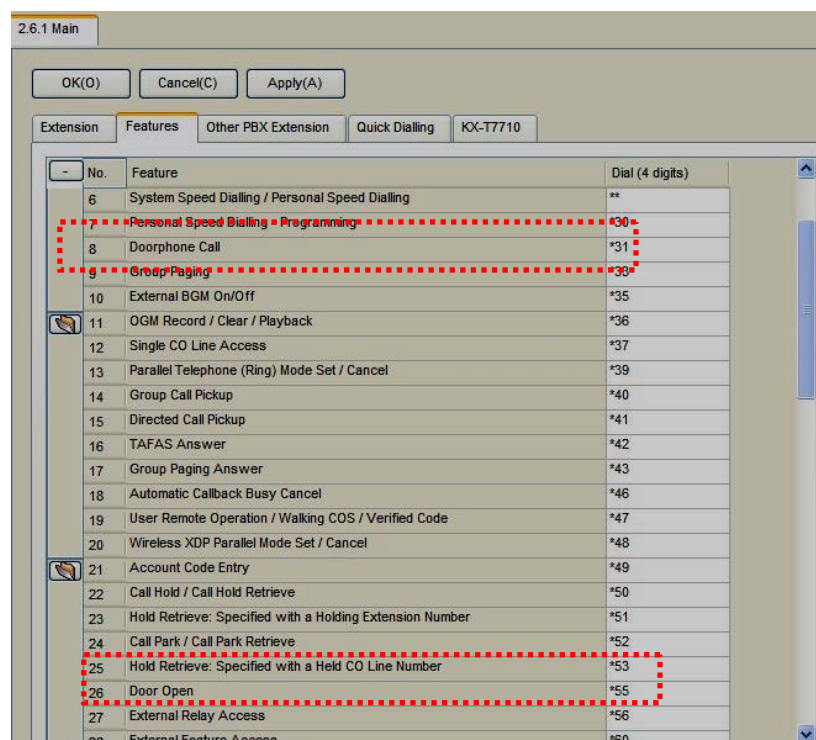 2.6.1 Main
OK(O) Cancel(C) Apply(A)
Extension Features Other PBX Extension Quick Dialling KX-T7710
- No. Feature Dial (4 digits)
6 System Speed Dialling / Personal Speed Dialling **
7 Personal Speed Dialling - Programming *30
8 Doorphone Call *31
9 Group Paging *33
10 External BGM On/Off *35
11 OGM Record / Clear / Playback *36
12 Single CO Line Access *37
13 Parallel Telephone (Ring) Mode Set / Cancel *39
14 Group Call Pickup *40
15 Directed Call Pickup *41
16 TAFAS Answer *42
17 Group Paging Answer *43
18 Automatic Callback Busy Cancel *46
19 User Remote Operation / Walking COS / Verified Code *47
20 Wireless XDP Parallel Mode Set / Cancel *48
21 Account Code Entry *49
22 Call Hold / Call Hold Retrieve *50
23 Hold Retrieve: Specified with a Holding Extension Number *51
24 Call Park / Call Park Retrieve *52
25 Hold Retrieve: Specified with a Held CO Line Number *53
26 Door Open *55
27 External Relay Access *56
28 External Feature Access *60